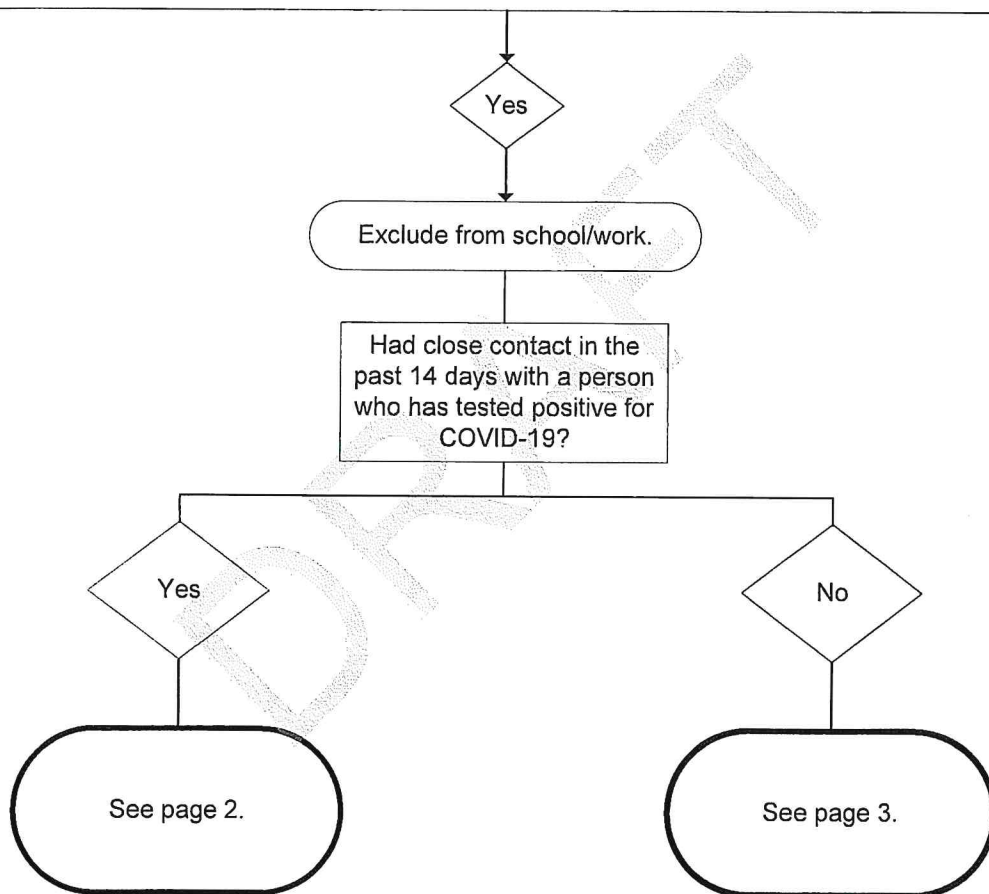 Yes
Exclude from school/work.
Had close contact in the
past 14 days with a person
who has tested positive for
COVID-19?
Yes
No
See page 2.
See page 3.
DRAFT